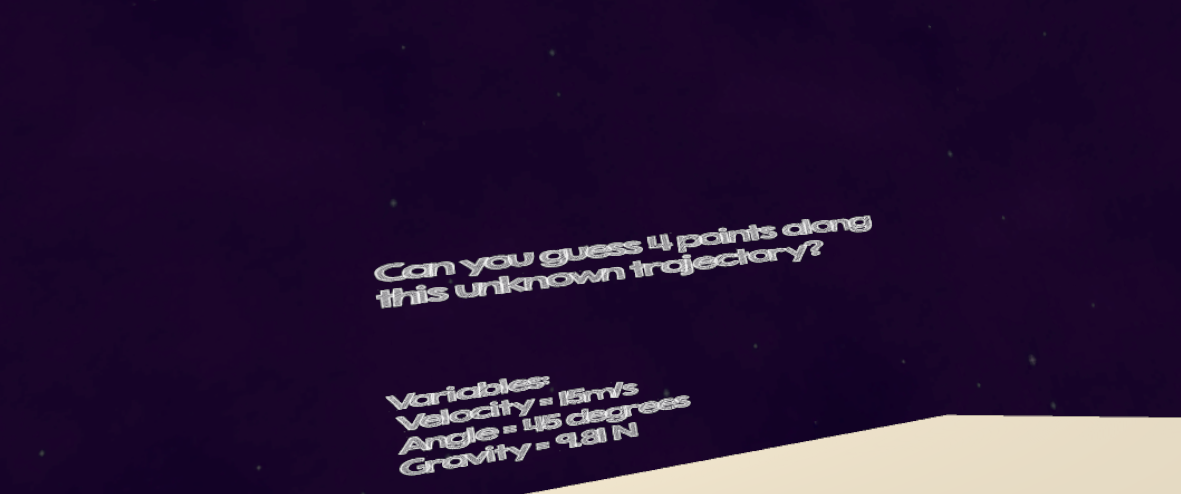 Can you guess 4 points along
this unknown trajectory?
Variables:
Velocity = 15m/s
Angle = 45 degrees
Gravity = 9.81 N